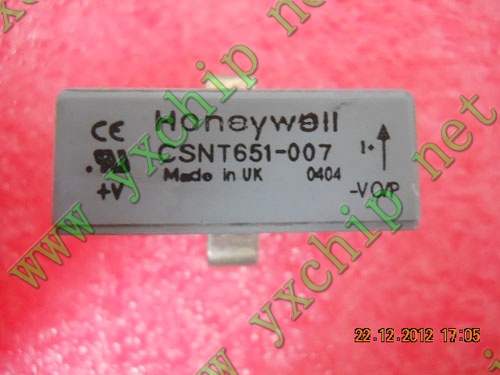 Honeywell
CE
CSNT651-007
I+
Made in UK 0404
+V
-V O/P
www yxchip net
www yxchip net
www yxchip net
22.12.2012 17:05